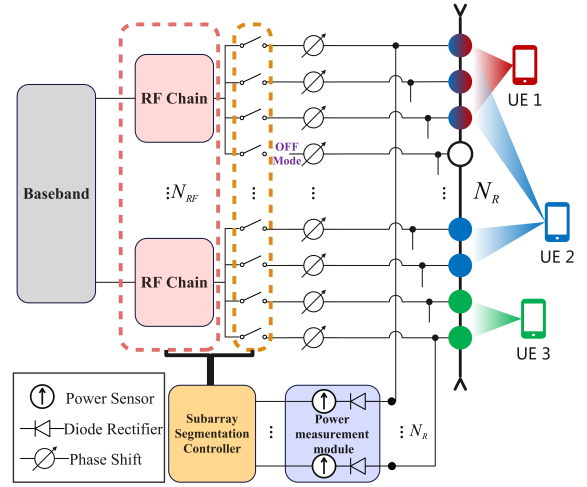 RF Chain
UE 1
OFF
Mode
Baseband
⋮N_RF
N_R
UE 2
RF Chain
UE 3
Power Sensor
Diode Rectifier
Phase Shift
Subarray
Segmentation
Controller
Power
measurement
module
N_R